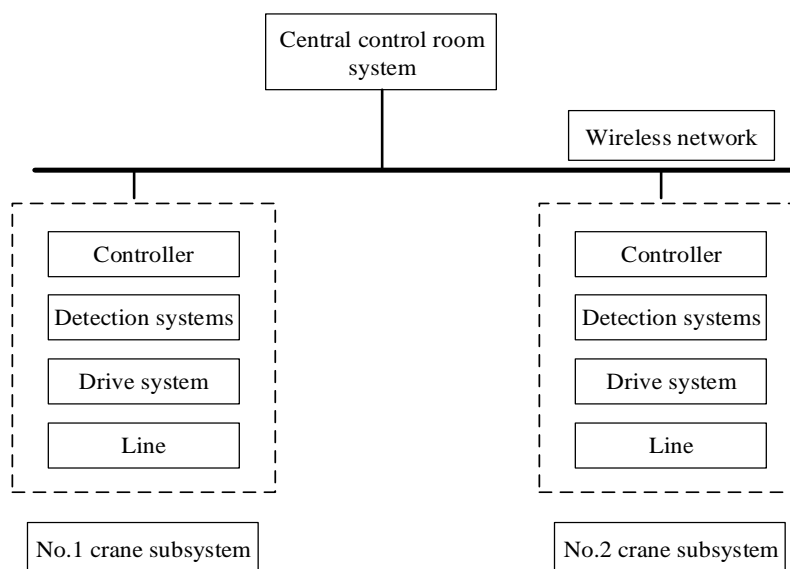 Central control room
system
Wireless network
Controller
Detection systems
Drive system
Line
No.1 crane subsystem
Controller
Detection systems
Drive system
Line
No.2 crane subsystem